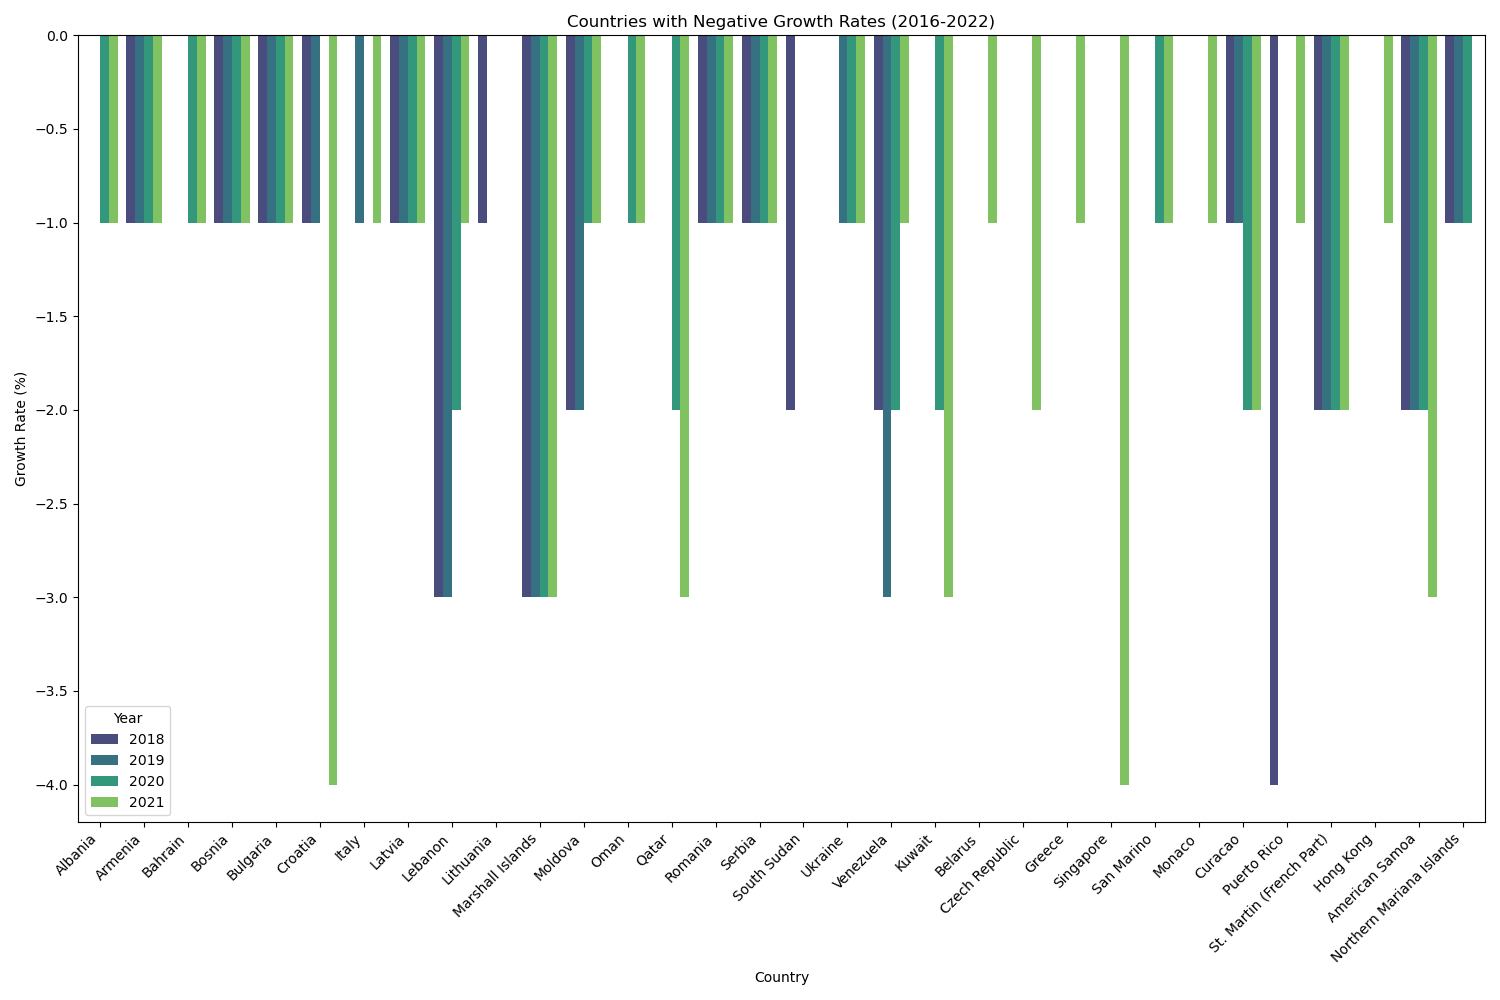 Countries with Negative Growth Rates (2016-2022)
Growth Rate (%)
0.0
−0.5
−1.0
−1.5
−2.0
−2.5
−3.0
−3.5
−4.0
Year
2018
2019
2020
2021
Albania
Armenia
Bahrain
Bosnia
Bulgaria
Croatia
Italy
Latvia
Lebanon
Lithuania
Marshall Islands
Moldova
Oman
Qatar
Romania
Serbia
South Sudan
Ukraine
Venezuela
Kuwait
Belarus
Czech Republic
Greece
Singapore
San Marino
Monaco
Curacao
Puerto Rico
St. Martin (French Part)
Hong Kong
American Samoa
Northern Mariana Islands
Country